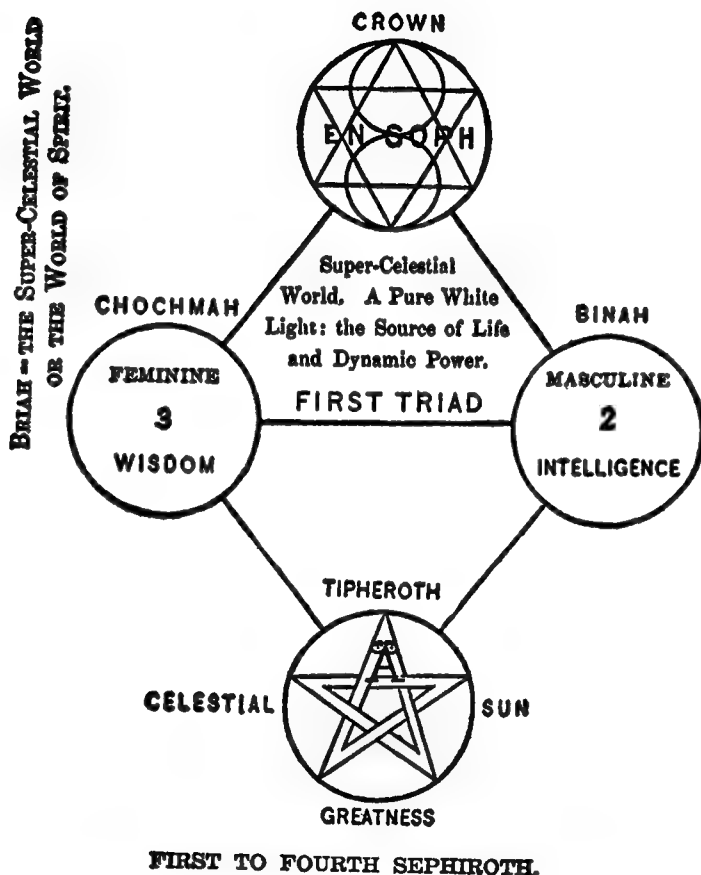 BRIAH = THE SUPER-CELESTIAL WORLD
OR THE WORLD OF SPIRIT.
CROWN
EN SOPH
Super-Celestial
World. A Pure White
Light: the Source of Life
and Dynamic Power.
FIRST TRIAD
CHOCHMAH
FEMININE
3
WISDOM
BINAH
MASCULINE
2
INTELLIGENCE
TIPHEROTH
A
CELESTIAL
SUN
GREATNESS
FIRST TO FOURTH SEPHIROTH.